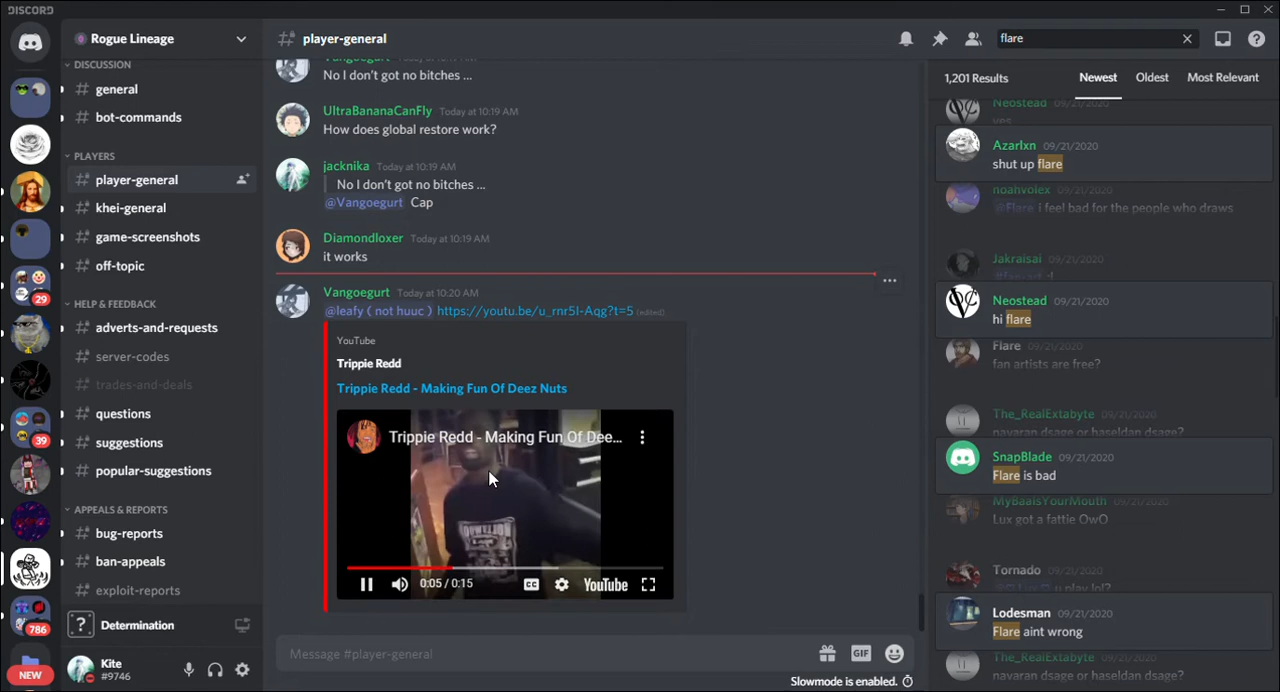 DISCORD
Rogue Lineage
DISCUSSION
general
bot-commands
PLAYERS
player-general
khei-general
game-screenshots
off-topic
29
HELP & FEEDBACK
adverts-and-requests
server-codes
trades-and-deals
questions
39
suggestions
popular-suggestions
APPEALS & REPORTS
bug-reports
ban-appeals
exploit-reports
786
Determination
NEW
Kite
#9746
player-general
Vangoegurt
No I don't got no bitches ...
UltraBananaCanFly Today at 10:19 AM
How does global restore work?
jacknika Today at 10:19 AM
No I don't got no bitches ...
@Vangoegurt Cap
Diamondloxer Today at 10:19 AM
it works
Vangoegurt Today at 10:20 AM
@leafy ( not huuc ) https://youtu.be/u_rnr5I-Aqg?t=5 (edited)
YouTube
Trippie Redd
Trippie Redd - Making Fun Of Deez Nuts
Trippie Redd - Making Fun Of Dee...
0:05 / 0:15 CC YouTube
Message #player-general
GIF
Slowmode is enabled.
flare
1,201 Results Newest Oldest Most Relevant
Neostead 09/21/2020
yes
Azarlxn 09/21/2020
shut up flare
noahvolex 09/21/2020
@Flare i feel bad for the people who draws
Jakraisai 09/21/2020
Neostead 09/21/2020
hi flare
Flare 09/21/2020
fan artists are free?
The_RealExtabyte 09/21/2020
navaran dsage or haseldan dsage?
SnapBlade 09/21/2020
Flare is bad
MyBaaIsYourMouth 09/21/2020
Lux got a fattie OwO
Tornado 09/21/2020
u play lol?
Lodesman 09/21/2020
Flare aint wrong
The_RealExtabyte 09/21/2020
navaran dsage or haseldan dsage?